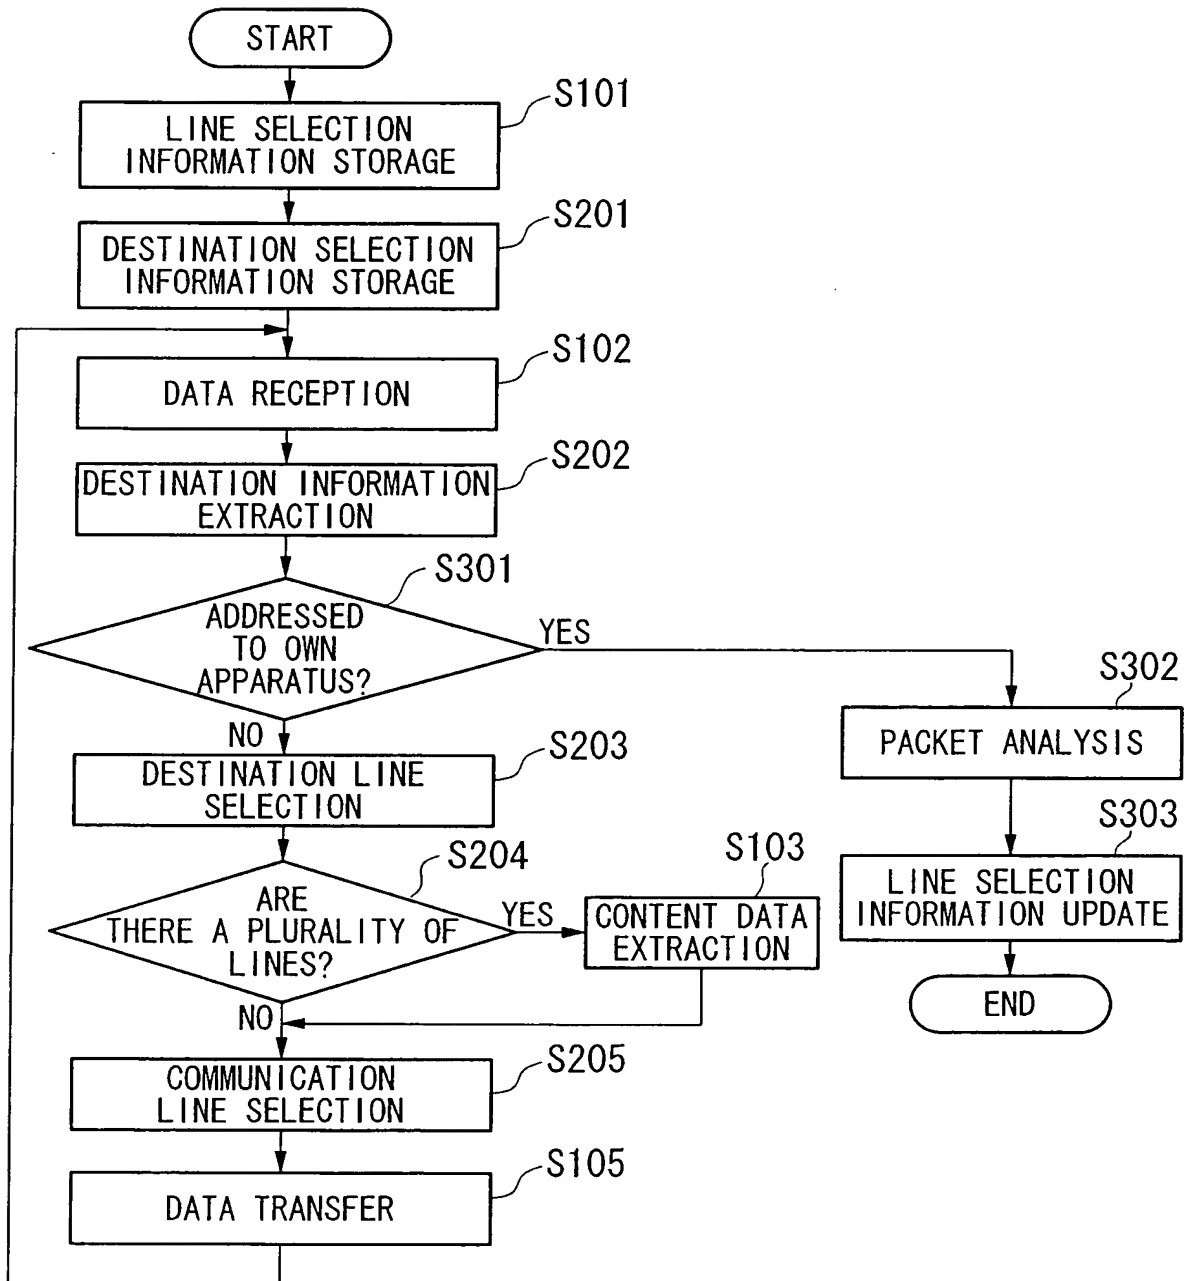 START
S101
LINE SELECTION
INFORMATION STORAGE
S201
DESTINATION SELECTION
INFORMATION STORAGE
S102
DATA RECEPTION
S202
DESTINATION INFORMATION
EXTRACTION
S301
ADDRESSED
TO OWN
APPARATUS?
YES
NO
S302
PACKET ANALYSIS
S203
DESTINATION LINE
SELECTION
S303
LINE SELECTION
INFORMATION UPDATE
S204
ARE
THERE A PLURALITY OF
LINES?
YES
S103
CONTENT DATA
EXTRACTION
END
NO
S205
COMMUNICATION
LINE SELECTION
S105
DATA TRANSFER